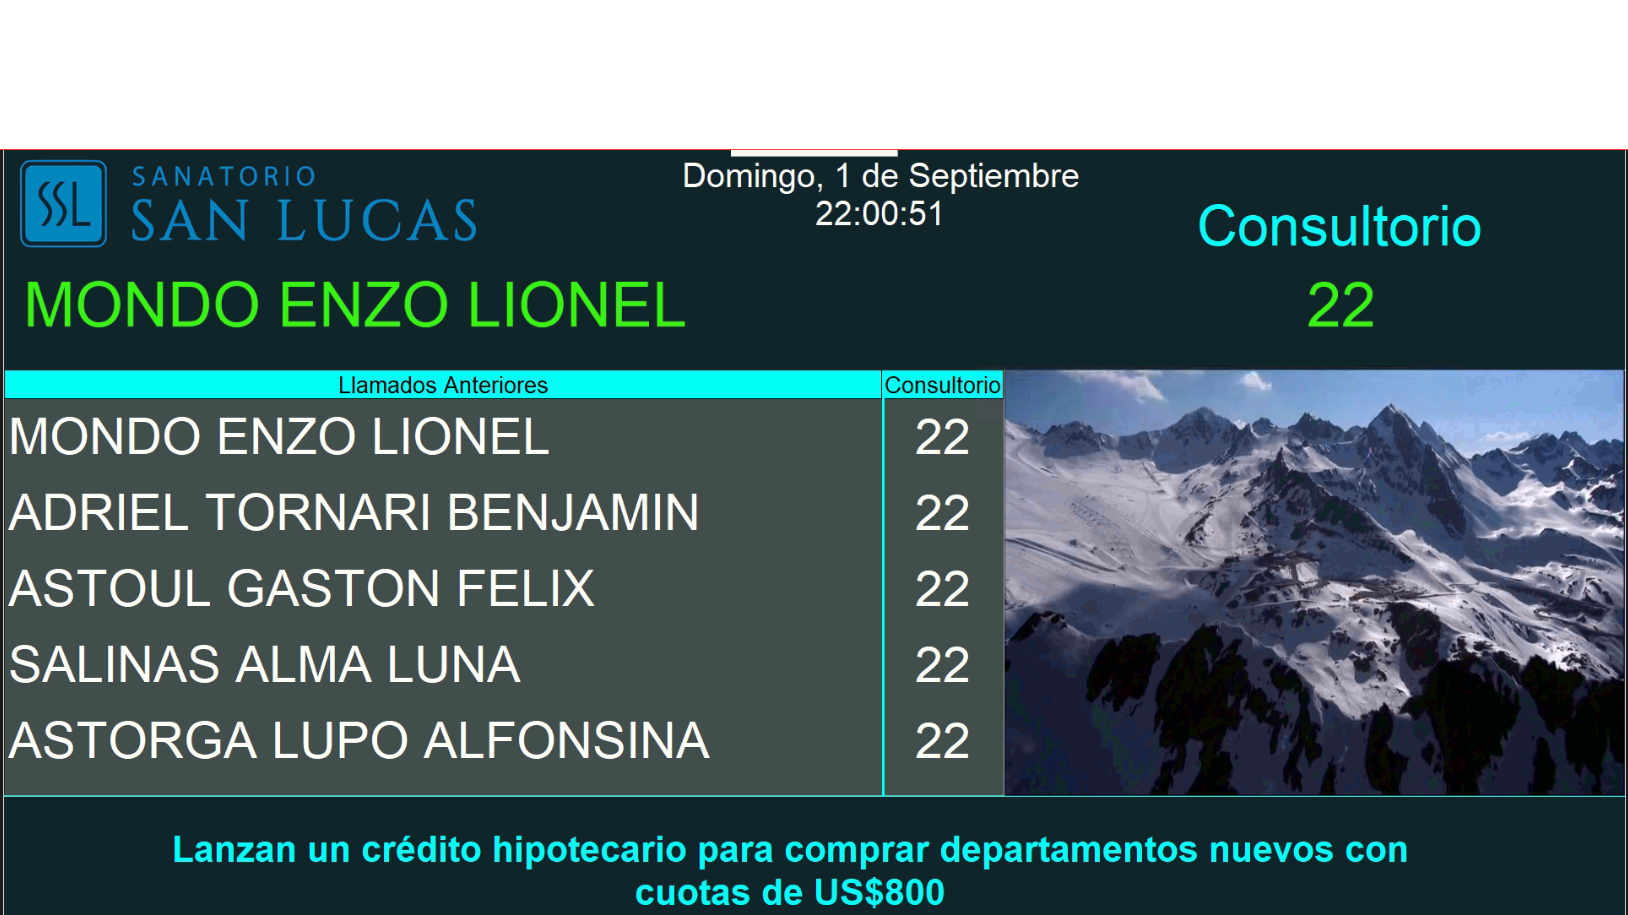 SSL
SANATORIO
SAN LUCAS
Domingo, 1 de Septiembre
22:00:51
Consultorio
MONDO ENZO LIONEL
22
Llamados Anteriores
Consultorio
MONDO ENZO LIONEL 22
ADRIEL TORNARI BENJAMIN 22
ASTOUL GASTON FELIX 22
SALINAS ALMA LUNA 22
ASTORGA LUPO ALFONSINA 22
Lanzan un crédito hipotecario para comprar departamentos nuevos con
cuotas de US$800